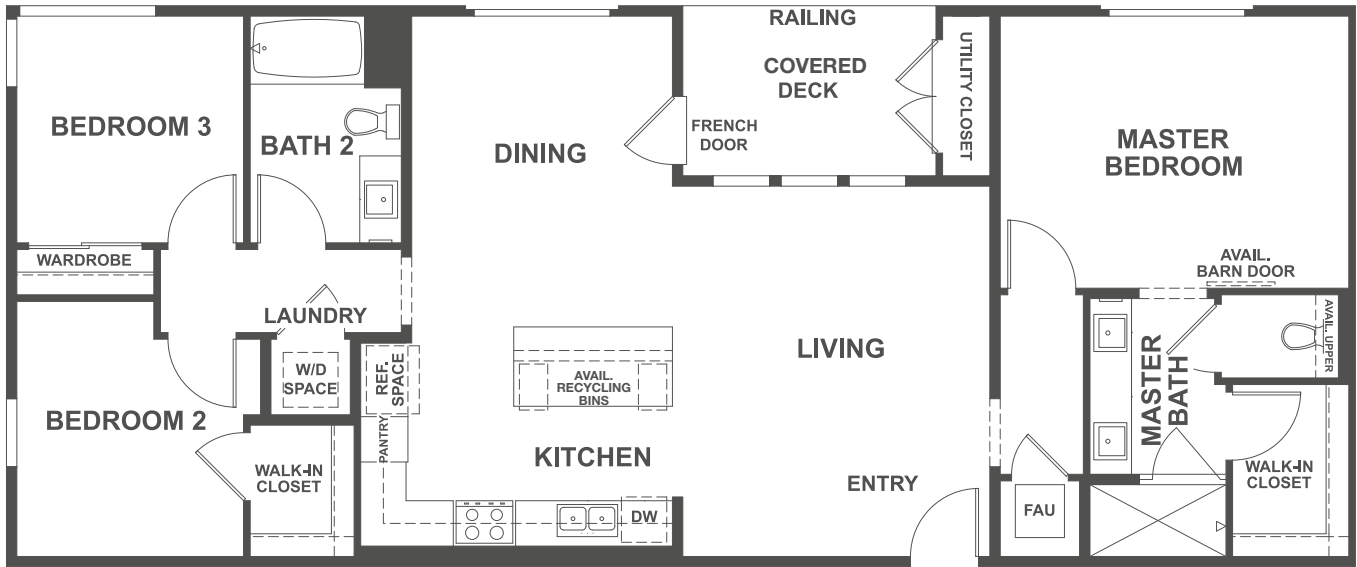 RAILING
COVERED
DECK
UTILITY CLOSET
BEDROOM 3
BATH 2
DINING
FRENCH
DOOR
MASTER
BEDROOM
WARDROBE
AVAIL.
BARN DOOR
LAUNDRY
LIVING
AVAIL. UPPER
W/D
SPACE
REF.
SPACE
AVAIL.
RECYCLING
BINS
MASTER
BATH
BEDROOM 2
PANTRY
KITCHEN
WALK-IN
CLOSET
ENTRY
WALK-IN
CLOSET
DW
FAU